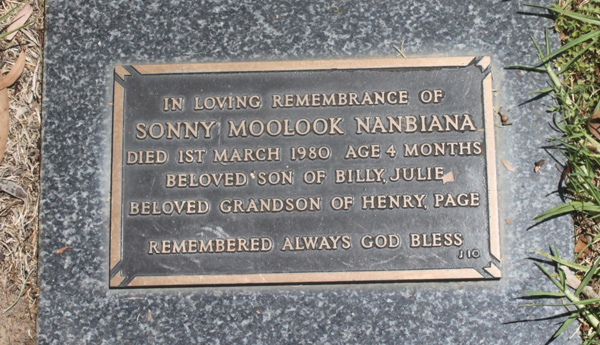 IN LOVING REMEMBRANCE OF
SONNY MOOLOOK NANBIANA
DIED 1ST MARCH 1980 AGE 4 MONTHS
BELOVED SON OF BILLY, JULIE
BELOVED GRANDSON OF HENRY, PAGE
REMEMBERED ALWAYS GOD BLESS
J10